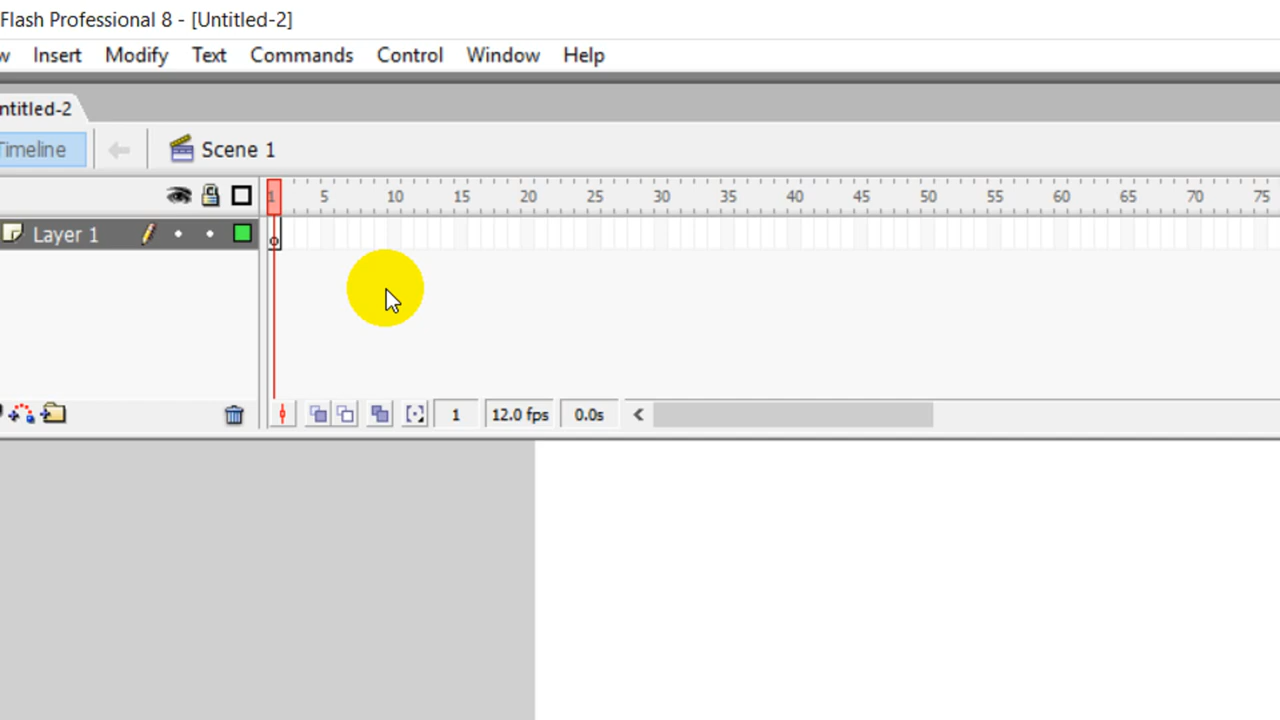 Flash Professional 8 - [Untitled-2]
w Insert Modify Text Commands Control Window Help
ntitled-2
Timeline Scene 1
1 5 10 15 20 25 30 35 40 45 50 55 60 65 70 75
Layer 1
1 12.0 fps 0.0s